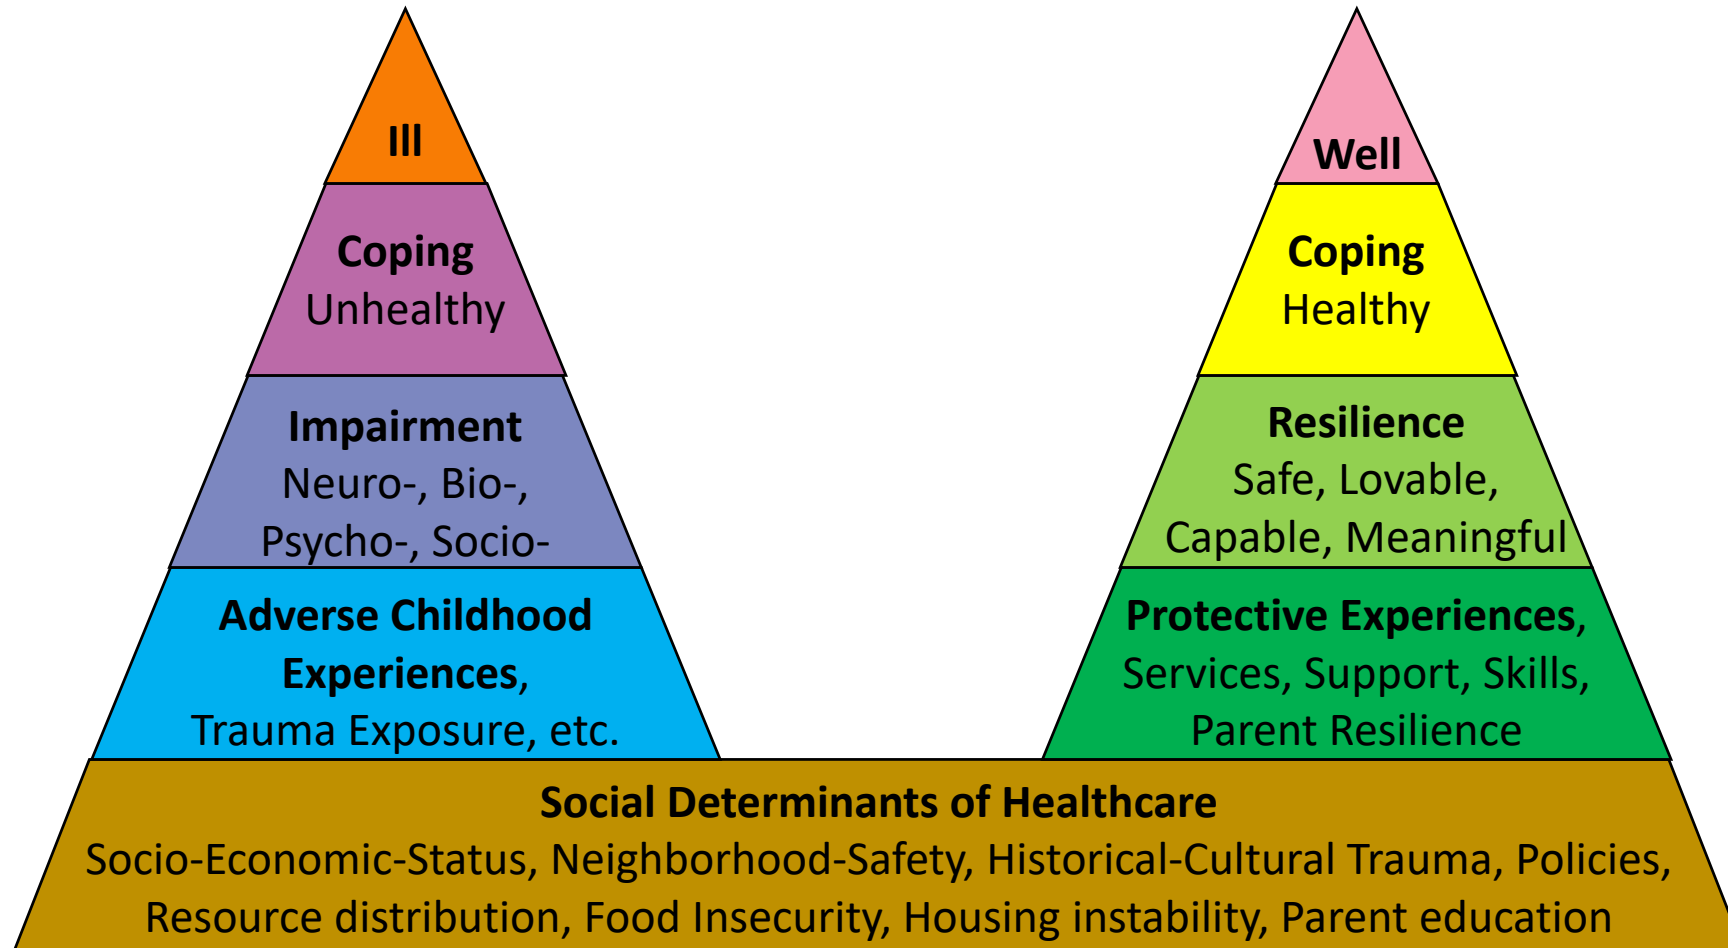 Ill
Coping
Unhealthy
Impairment
Neuro-, Bio-,
Psycho-, Socio-
Adverse Childhood
Experiences,
Trauma Exposure, etc.
Well
Coping
Healthy
Resilience
Safe, Lovable,
Capable, Meaningful
Protective Experiences,
Services, Support, Skills,
Parent Resilience
Social Determinants of Healthcare
Socio-Economic-Status, Neighborhood-Safety, Historical-Cultural Trauma, Policies,
Resource distribution, Food Insecurity, Housing instability, Parent education